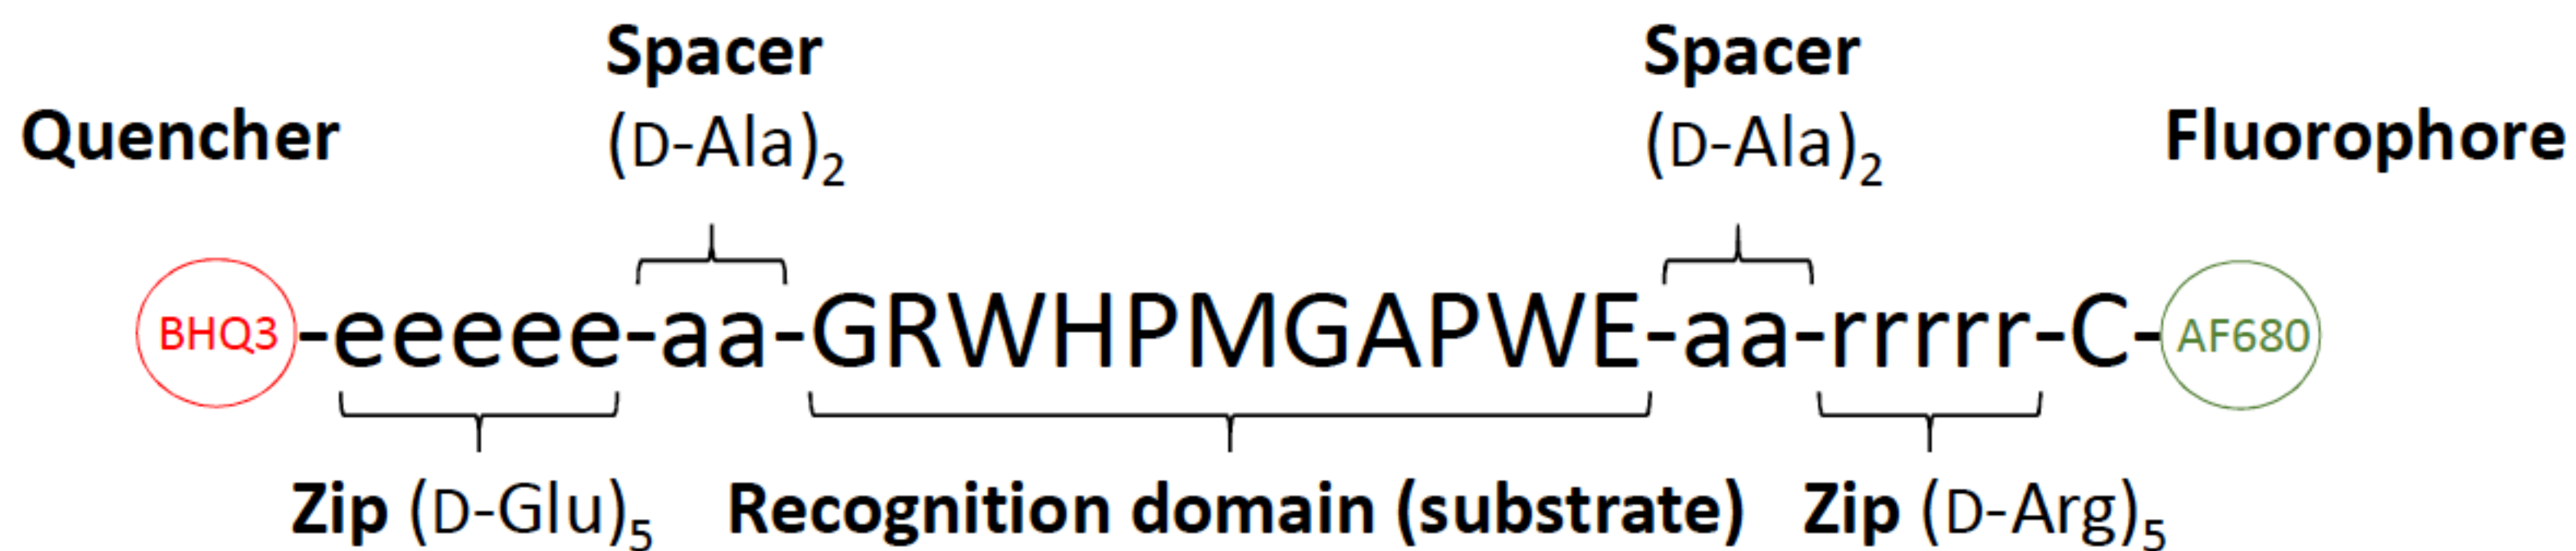 Spacer
Spacer
Quencher
(D-Ala)2
(D-Ala)2
Fluorophore
BHQ3-eeeee-aa-GRWHPMGAPWE-aa-rrrrr-C-AF680
Zip (D-Glu)5
Recognition domain (substrate)
Zip (D-Arg)5